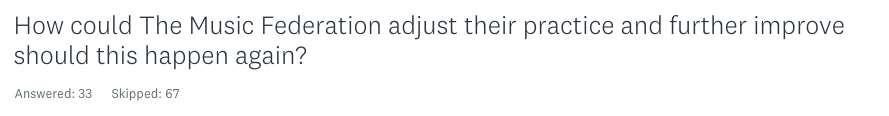 How could The Music Federation adjust their practice and further improve
should this happen again?
Answered: 33 Skipped: 67